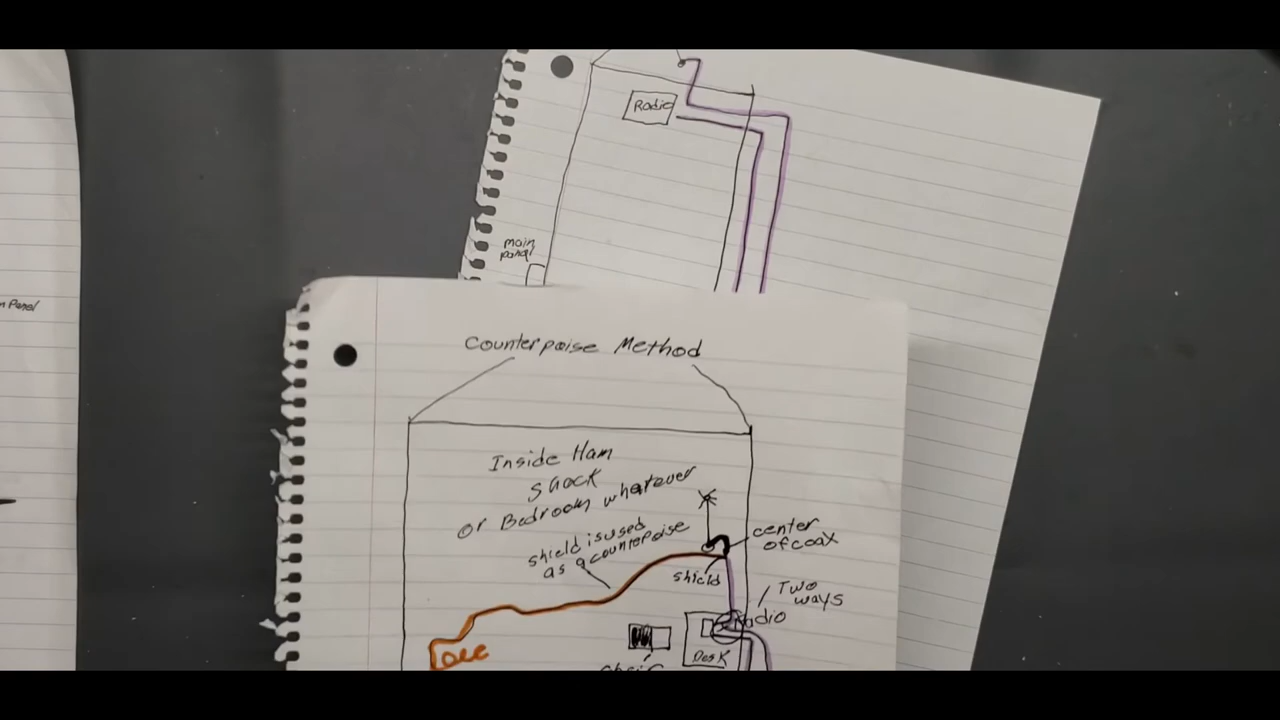 Radio
main
panel
n Panel
Counterpoise Method
Inside Ham
Shack
or Bedroom whatever
shield is used
as a counterpoise
center
of coax
shield
Two
ways
Radio
Desk